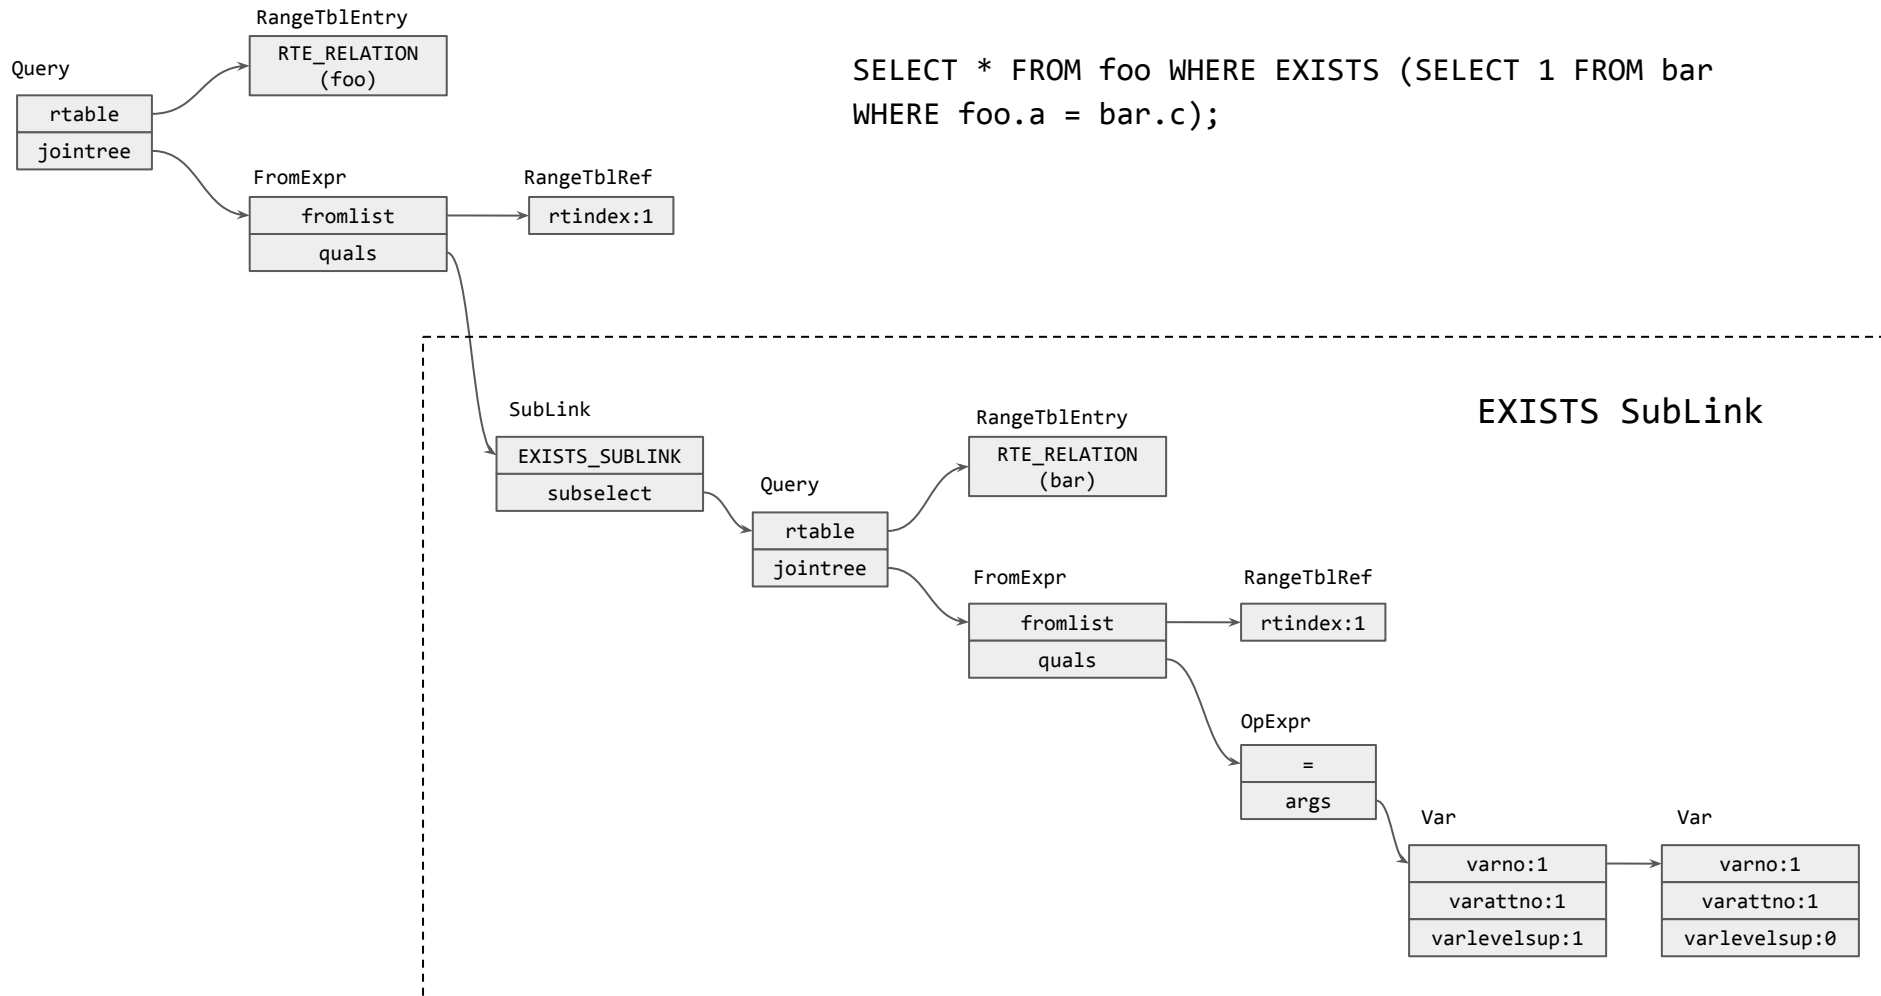 RangeTblEntry
RTE_RELATION
(foo)
SELECT * FROM foo WHERE EXISTS (SELECT 1 FROM bar
WHERE foo.a = bar.c);
Query
rtable
jointree
FromExpr
fromlist
quals
RangeTblRef
rtindex:1
EXISTS SubLink
SubLink
EXISTS_SUBLINK
subselect
Query
rtable
jointree
RangeTblEntry
RTE_RELATION
(bar)
FromExpr
fromlist
quals
RangeTblRef
rtindex:1
OpExpr
=
args
Var
varno:1
varattno:1
varlevelsup:1
Var
varno:1
varattno:1
varlevelsup:0